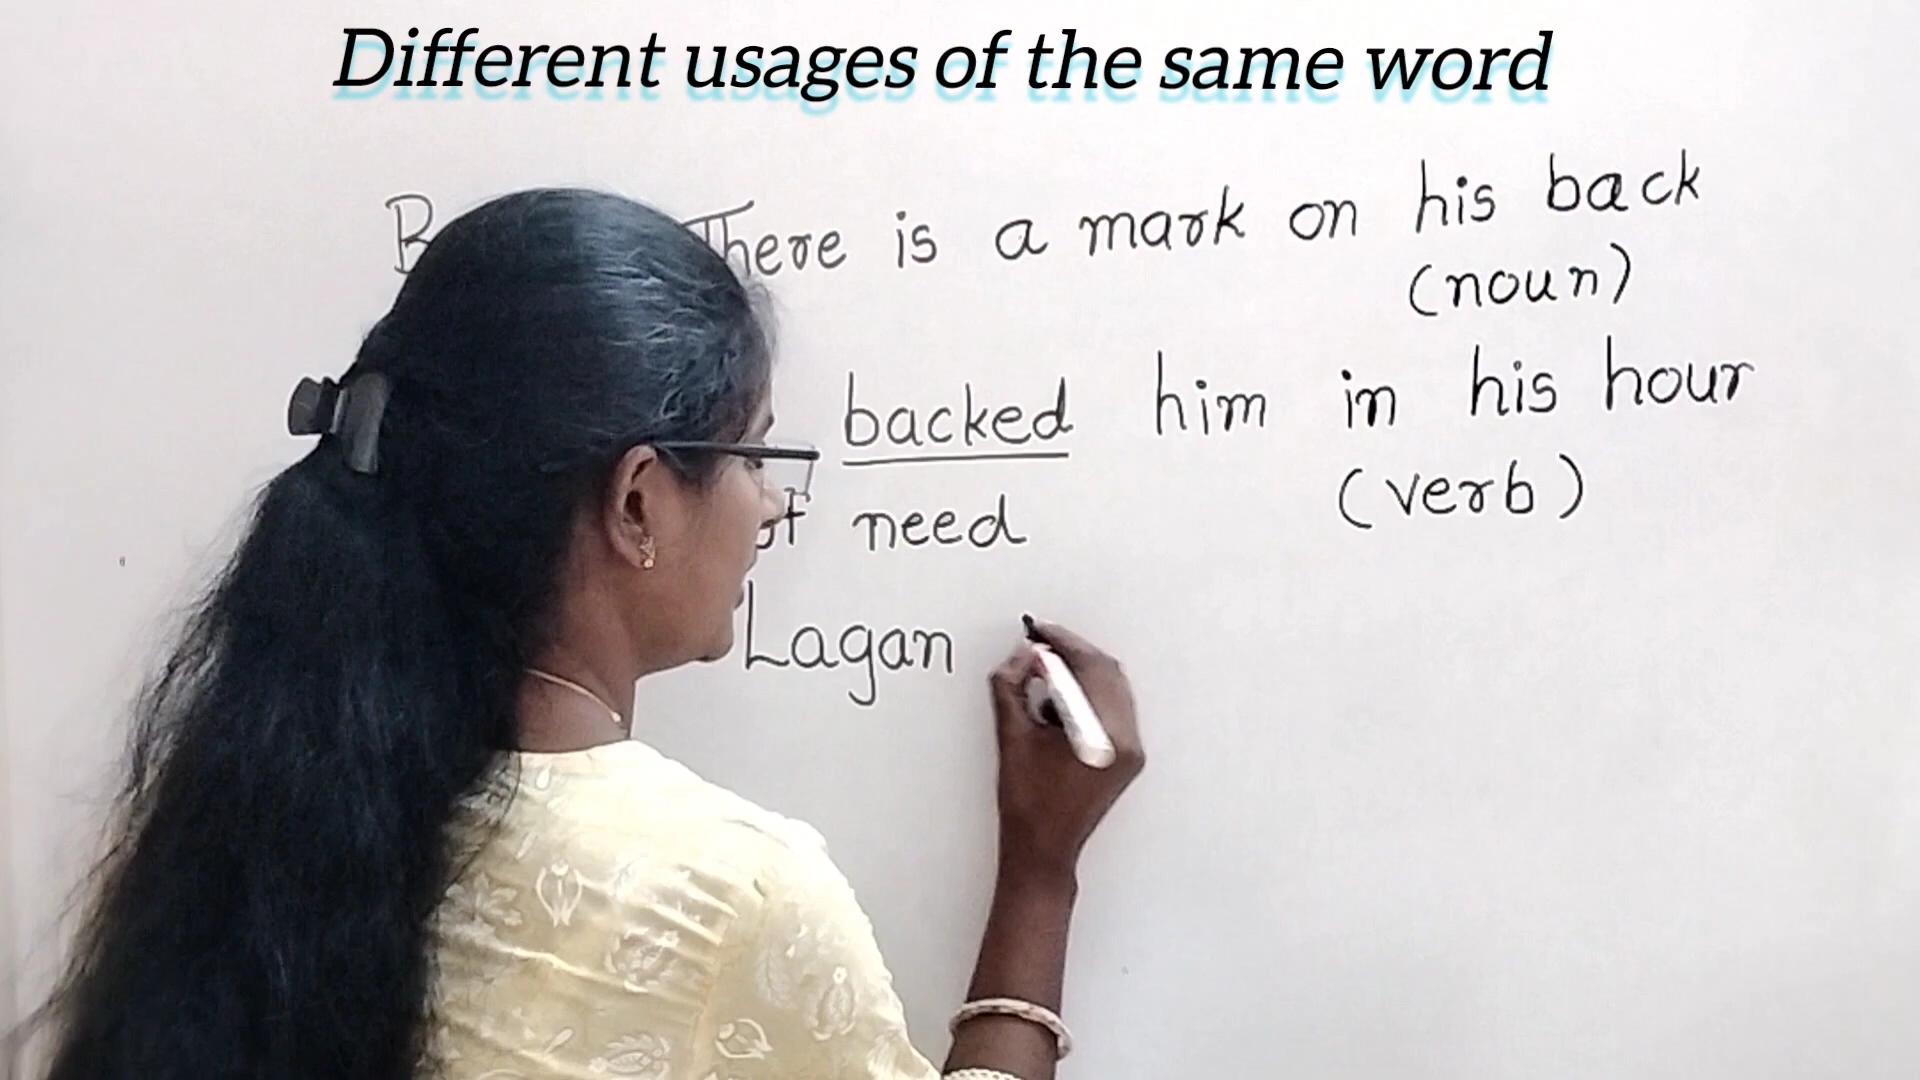 Different usages of the same word
There is a mark on his back
(noun)
backed him in his hour
of need (verb)
Lagan